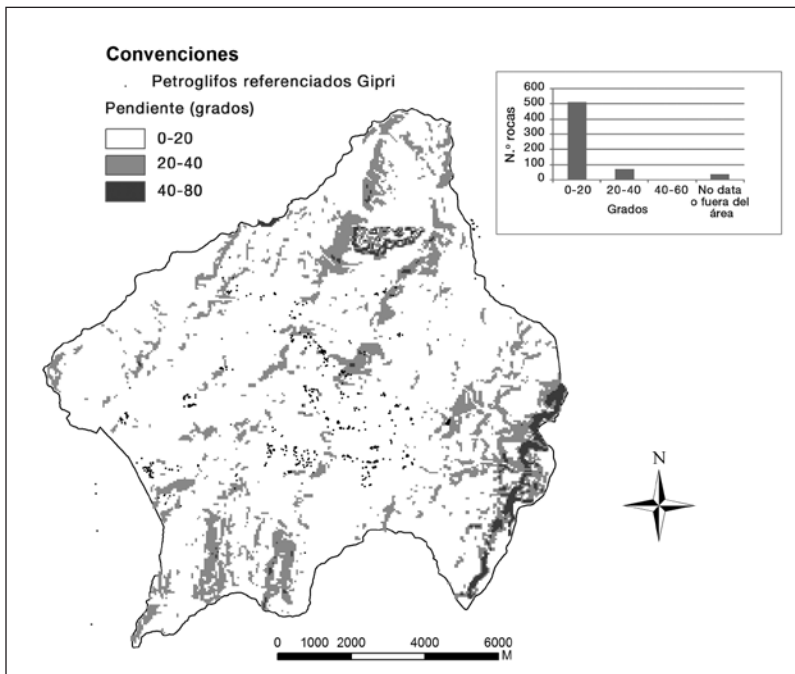 Convenciones
. Petroglifos referenciados Gipri
Pendiente (grados)
0-20
20-40
40-80
600
500
400
300
200
100
0
N.º rocas
0-20 20-40 40-60 No data
o fuera del
área
Grados
N
0 1000 2000 4000 6000
M